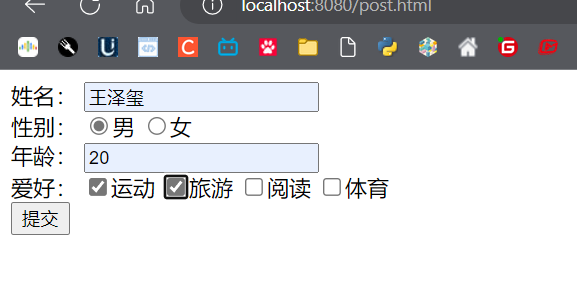 localhost:8080/post.html
姓名： 王泽玺
性别： 男 女
年龄： 20
爱好： 运动 旅游 阅读 体育
提交